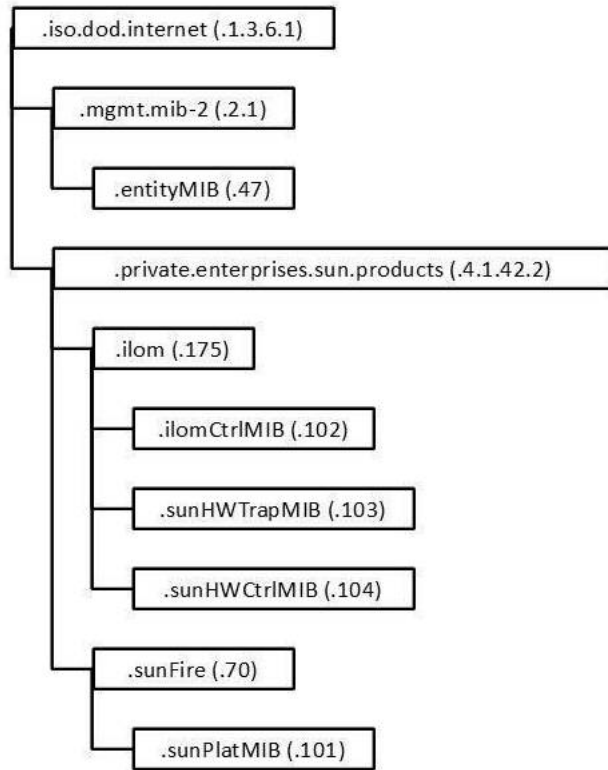 .iso.dod.internet (.1.3.6.1)
.mgmt.mib-2 (.2.1)
.entityMIB (.47)
.private.enterprises.sun.products (.4.1.42.2)
.ilom (.175)
.ilomCtrlMIB (.102)
.sunHWTrapMIB (.103)
.sunHWCtrlMIB (.104)
.sunFire (.70)
.sunPlatMIB (.101)